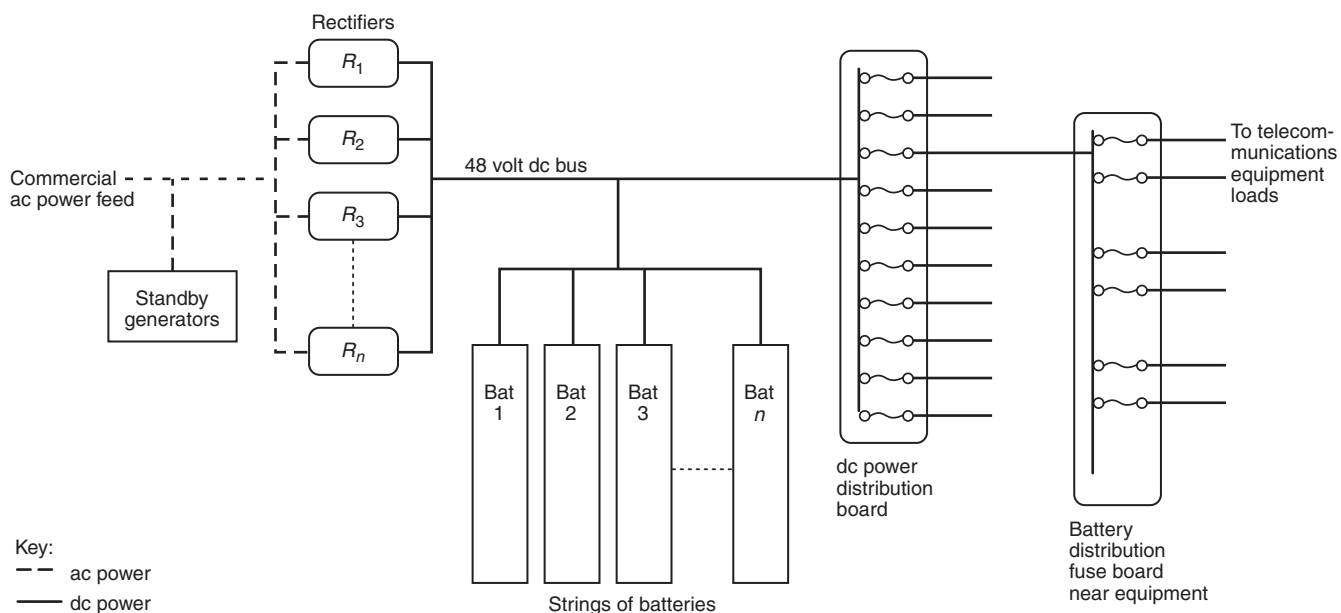 Rectifiers
R1
R2
R3
Rn
Commercial
ac power feed
Standby
generators
48 volt dc bus
Bat
1
Bat
2
Bat
3
Bat
n
Strings of batteries
dc power
distribution
board
To telecom-
munications
equipment
loads
Battery
distribution
fuse board
near equipment
Key:
ac power
dc power